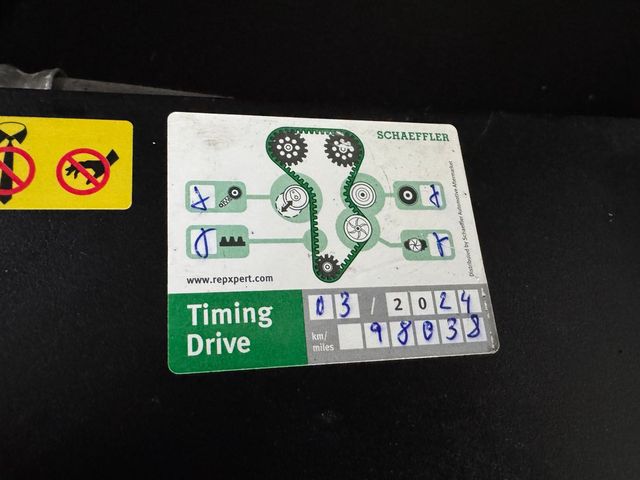 SCHAEFFLER
Distributed by Schaeffler Automotive Aftermarket
www.repxpert.com
Timing Drive
03 / 2024
km/miles 98038